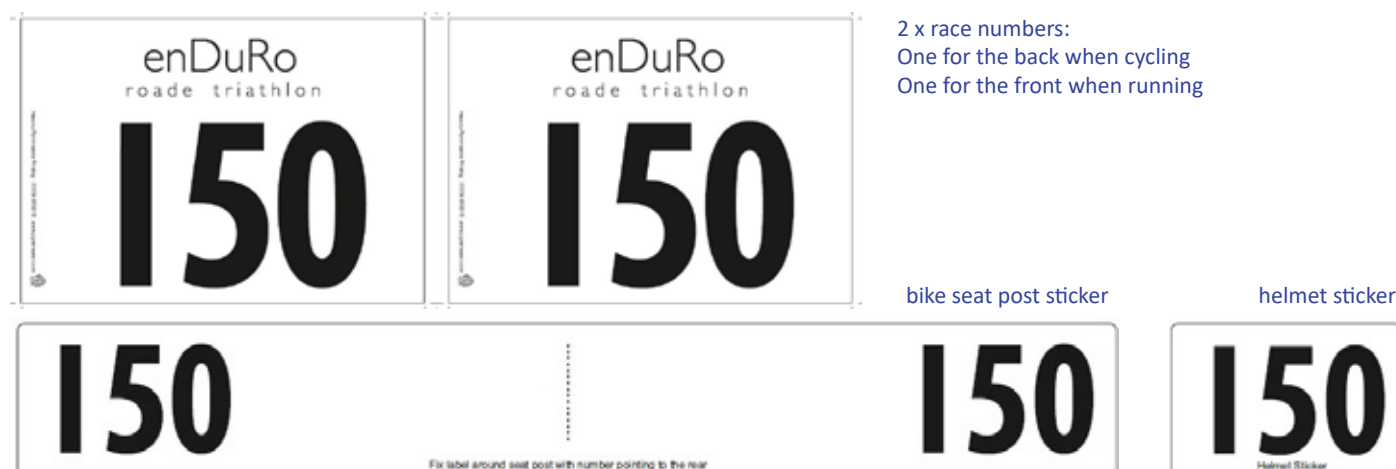 enDuRo
roade triathlon
150
enDuRo
roade triathlon
150
2 x race numbers:
One for the back when cycling
One for the front when running
bike seat post sticker
helmet sticker
150
150
Fix label around seat post with number pointing to the rear
150
Helmet Sticker